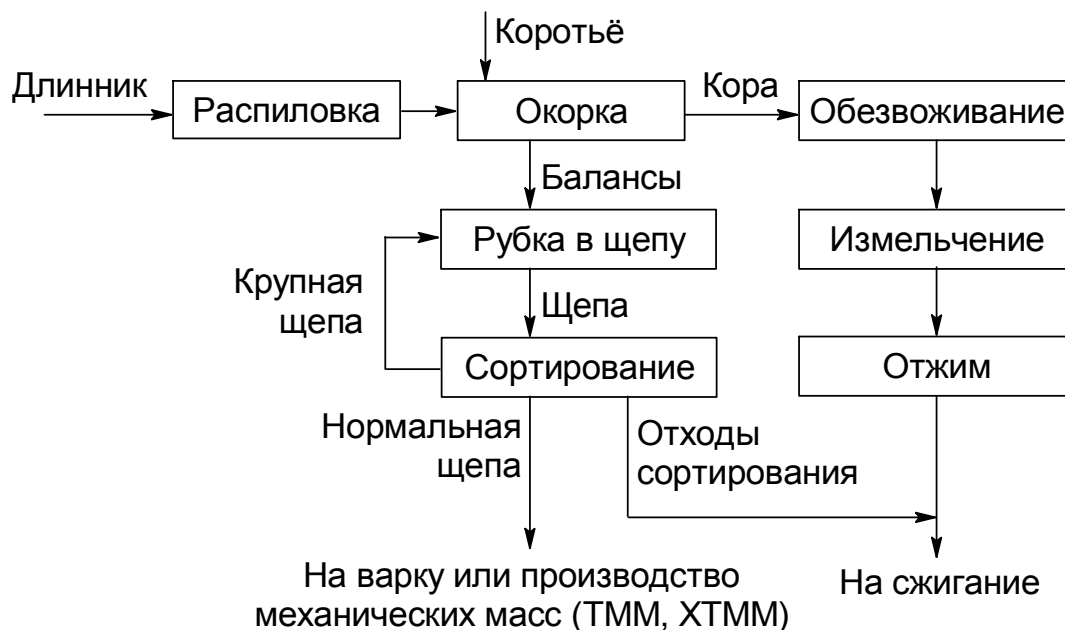 Коротьё
Длинник
Распиловка
Окорка
Кора
Обезвоживание
Балансы
Рубка в щепу
Измельчение
Крупная
щепа
Щепа
Сортирование
Отжим
Нормальная
щепа
Отходы
сортирования
На варку или производство
механических масс (ТММ, ХТММ)
На сжигание